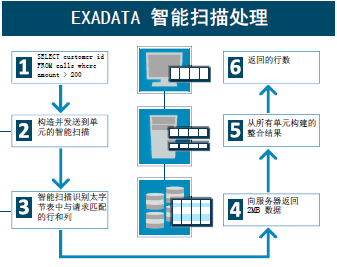 EXADATA 智能扫描处理
1
SELECT customer id
FROM calls where
amount > 200
2
构造并发送到单
元的智能扫描
3
智能扫描识别太字
节表中与请求匹配
的行和列
4
向服务器返回
2MB 数据
5
从所有单元构建的
整合结果
6
返回的行数